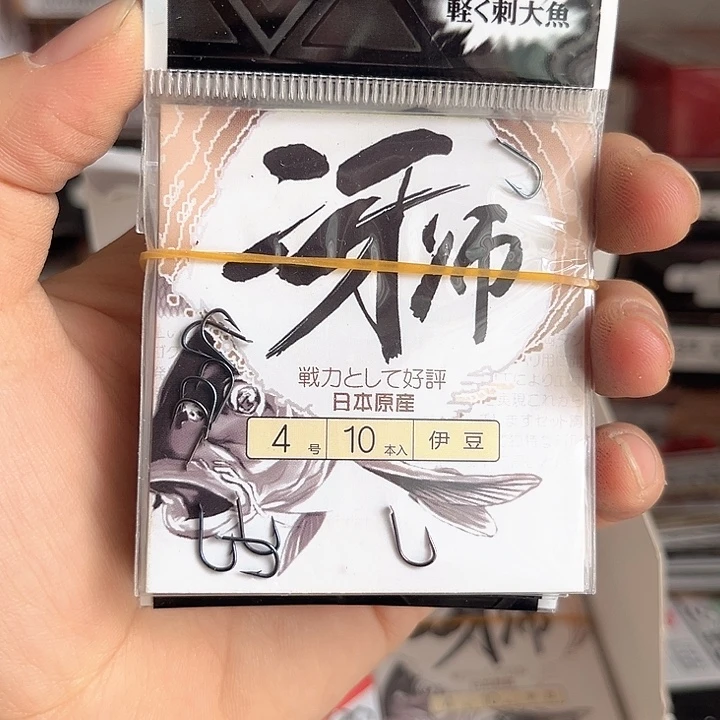 軽く刺大魚
冴师
戦力として好評
日本原産
4号 10本入 伊豆